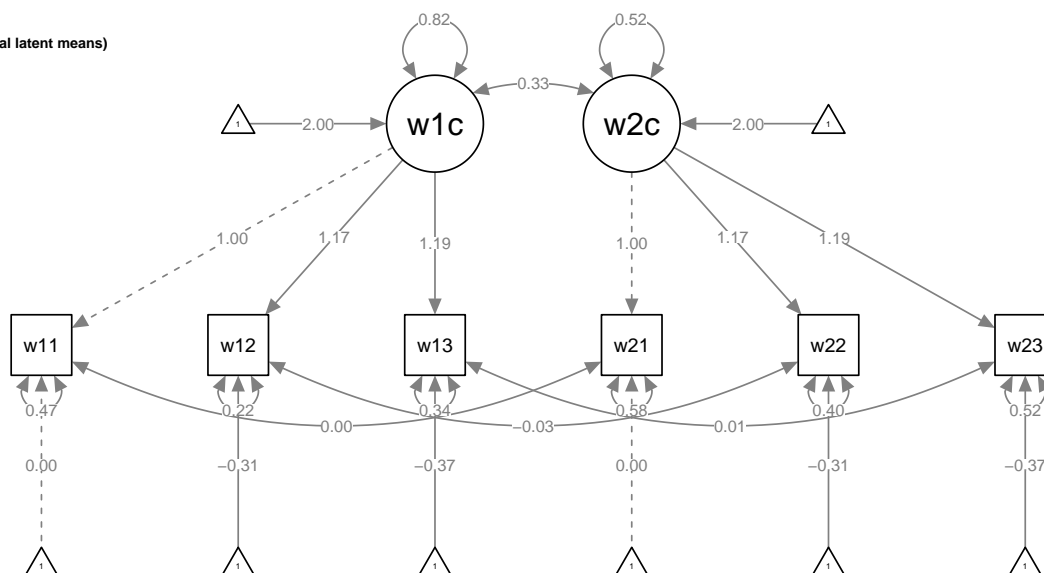 0.82 0.52
al latent means)
0.33
1 2.00 w1c w2c 2.00 1
1.00 1.17 1.19 1.00 1.17 1.19
w11 w12 w13 w21 w22 w23
0.47 0.22 0.34 0.58 0.40 0.52
0.00 −0.03 0.01
0.00 −0.31 −0.37 0.00 −0.31 −0.37
1 1 1 1 1 1